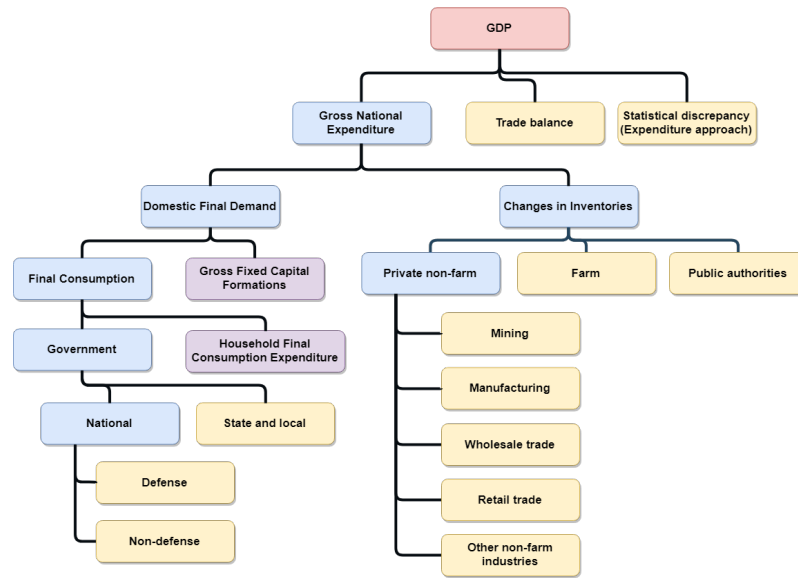 GDP
Gross National
Expenditure
Trade balance
Statistical discrepancy
(Expenditure approach)
Domestic Final Demand
Changes in Inventories
Final Consumption
Gross Fixed Capital
Formations
Private non-farm
Farm
Public authorities
Government
Household Final
Consumption Expenditure
Mining
Manufacturing
National
State and local
Wholesale trade
Defense
Retail trade
Non-defense
Other non-farm
industries